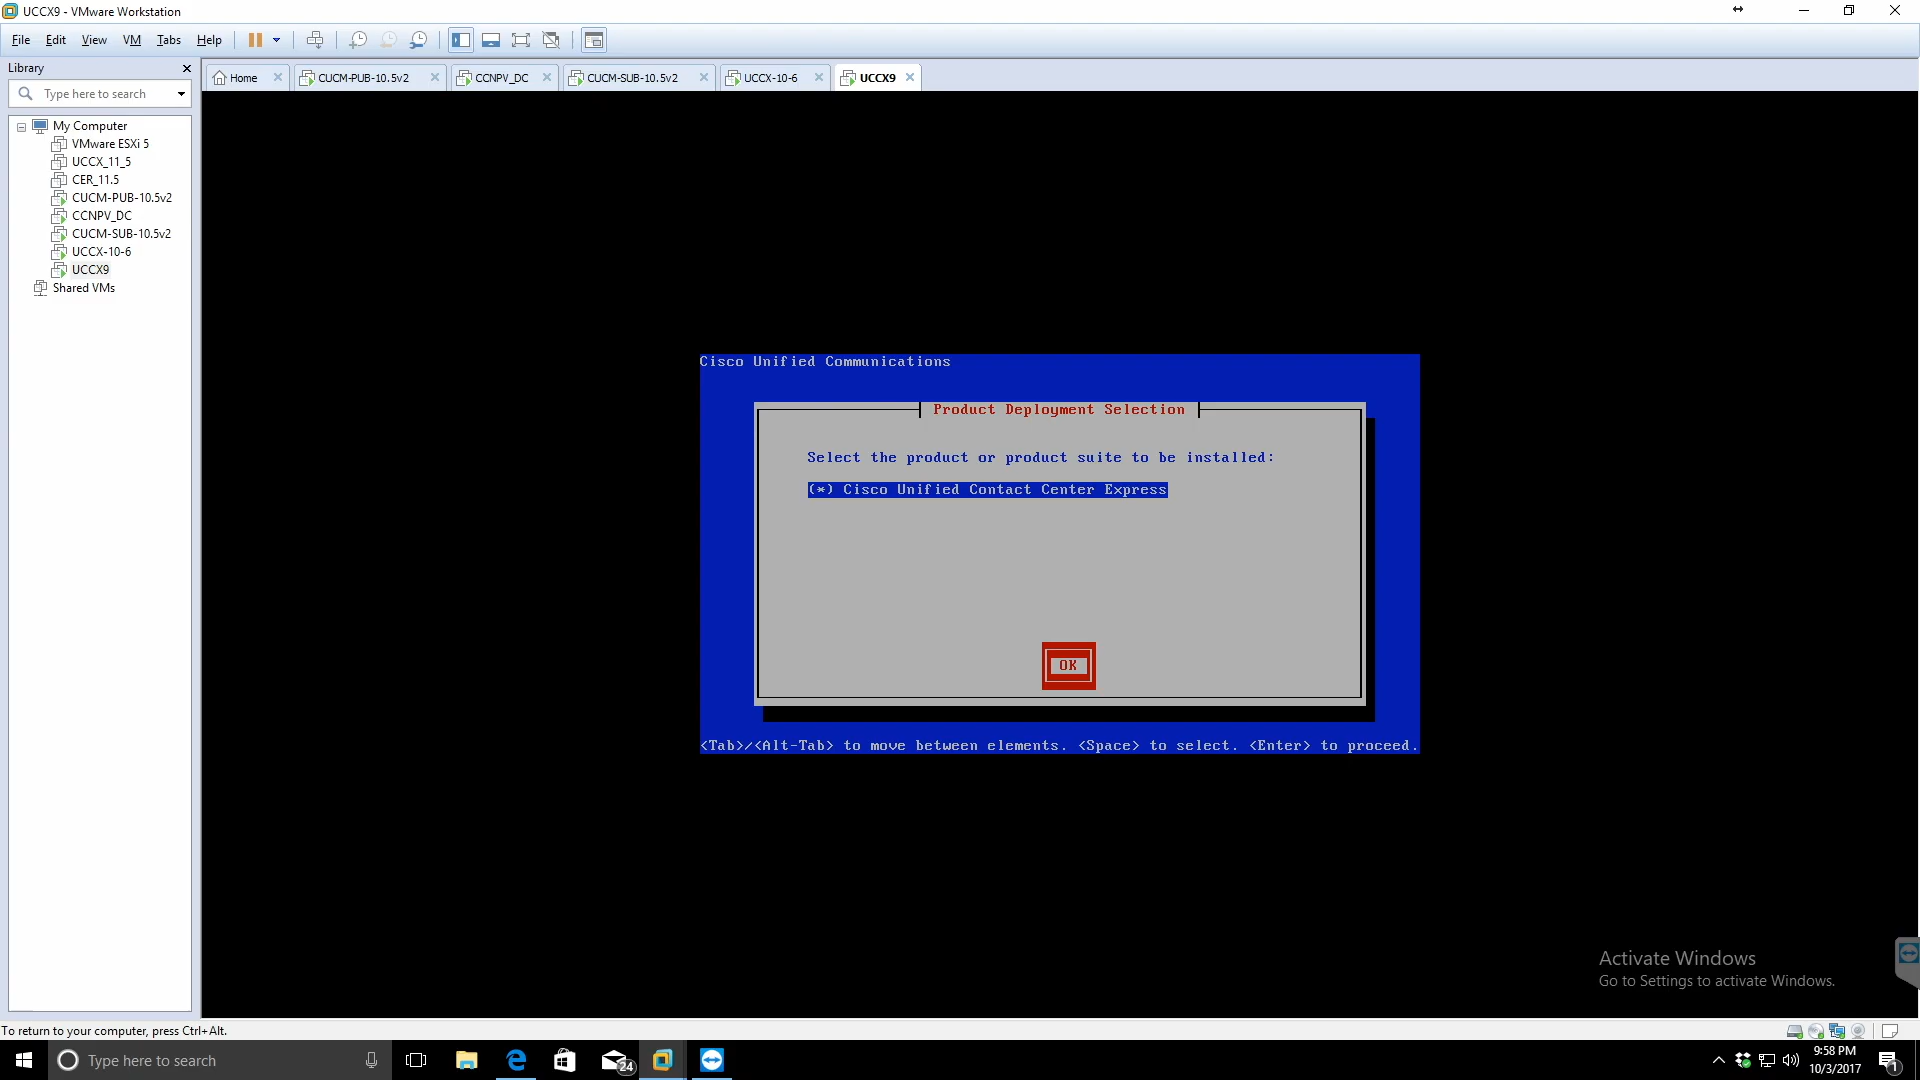 UCCX9 - VMware Workstation
File Edit View VM Tabs Help
Library
Type here to search
Home
CUCM-PUB-10.5v2
CCNPV_DC
CUCM-SUB-10.5v2
UCCX-10-6
UCCX9
My Computer
VMware ESXi 5
UCCX_11_5
CER_11.5
CUCM-PUB-10.5v2
CCNPV_DC
CUCM-SUB-10.5v2
UCCX-10-6
UCCX9
Shared VMs
Cisco Unified Communications
Product Deployment Selection
Select the product or product suite to be installed:
(*) Cisco Unified Contact Center Express
OK
<Tab>/<Alt-Tab> to move between elements. <Space> to select. <Enter> to proceed.
Activate Windows
Go to Settings to activate Windows.
To return to your computer, press Ctrl+Alt.
Type here to search
24
9:58 PM
10/3/2017
1